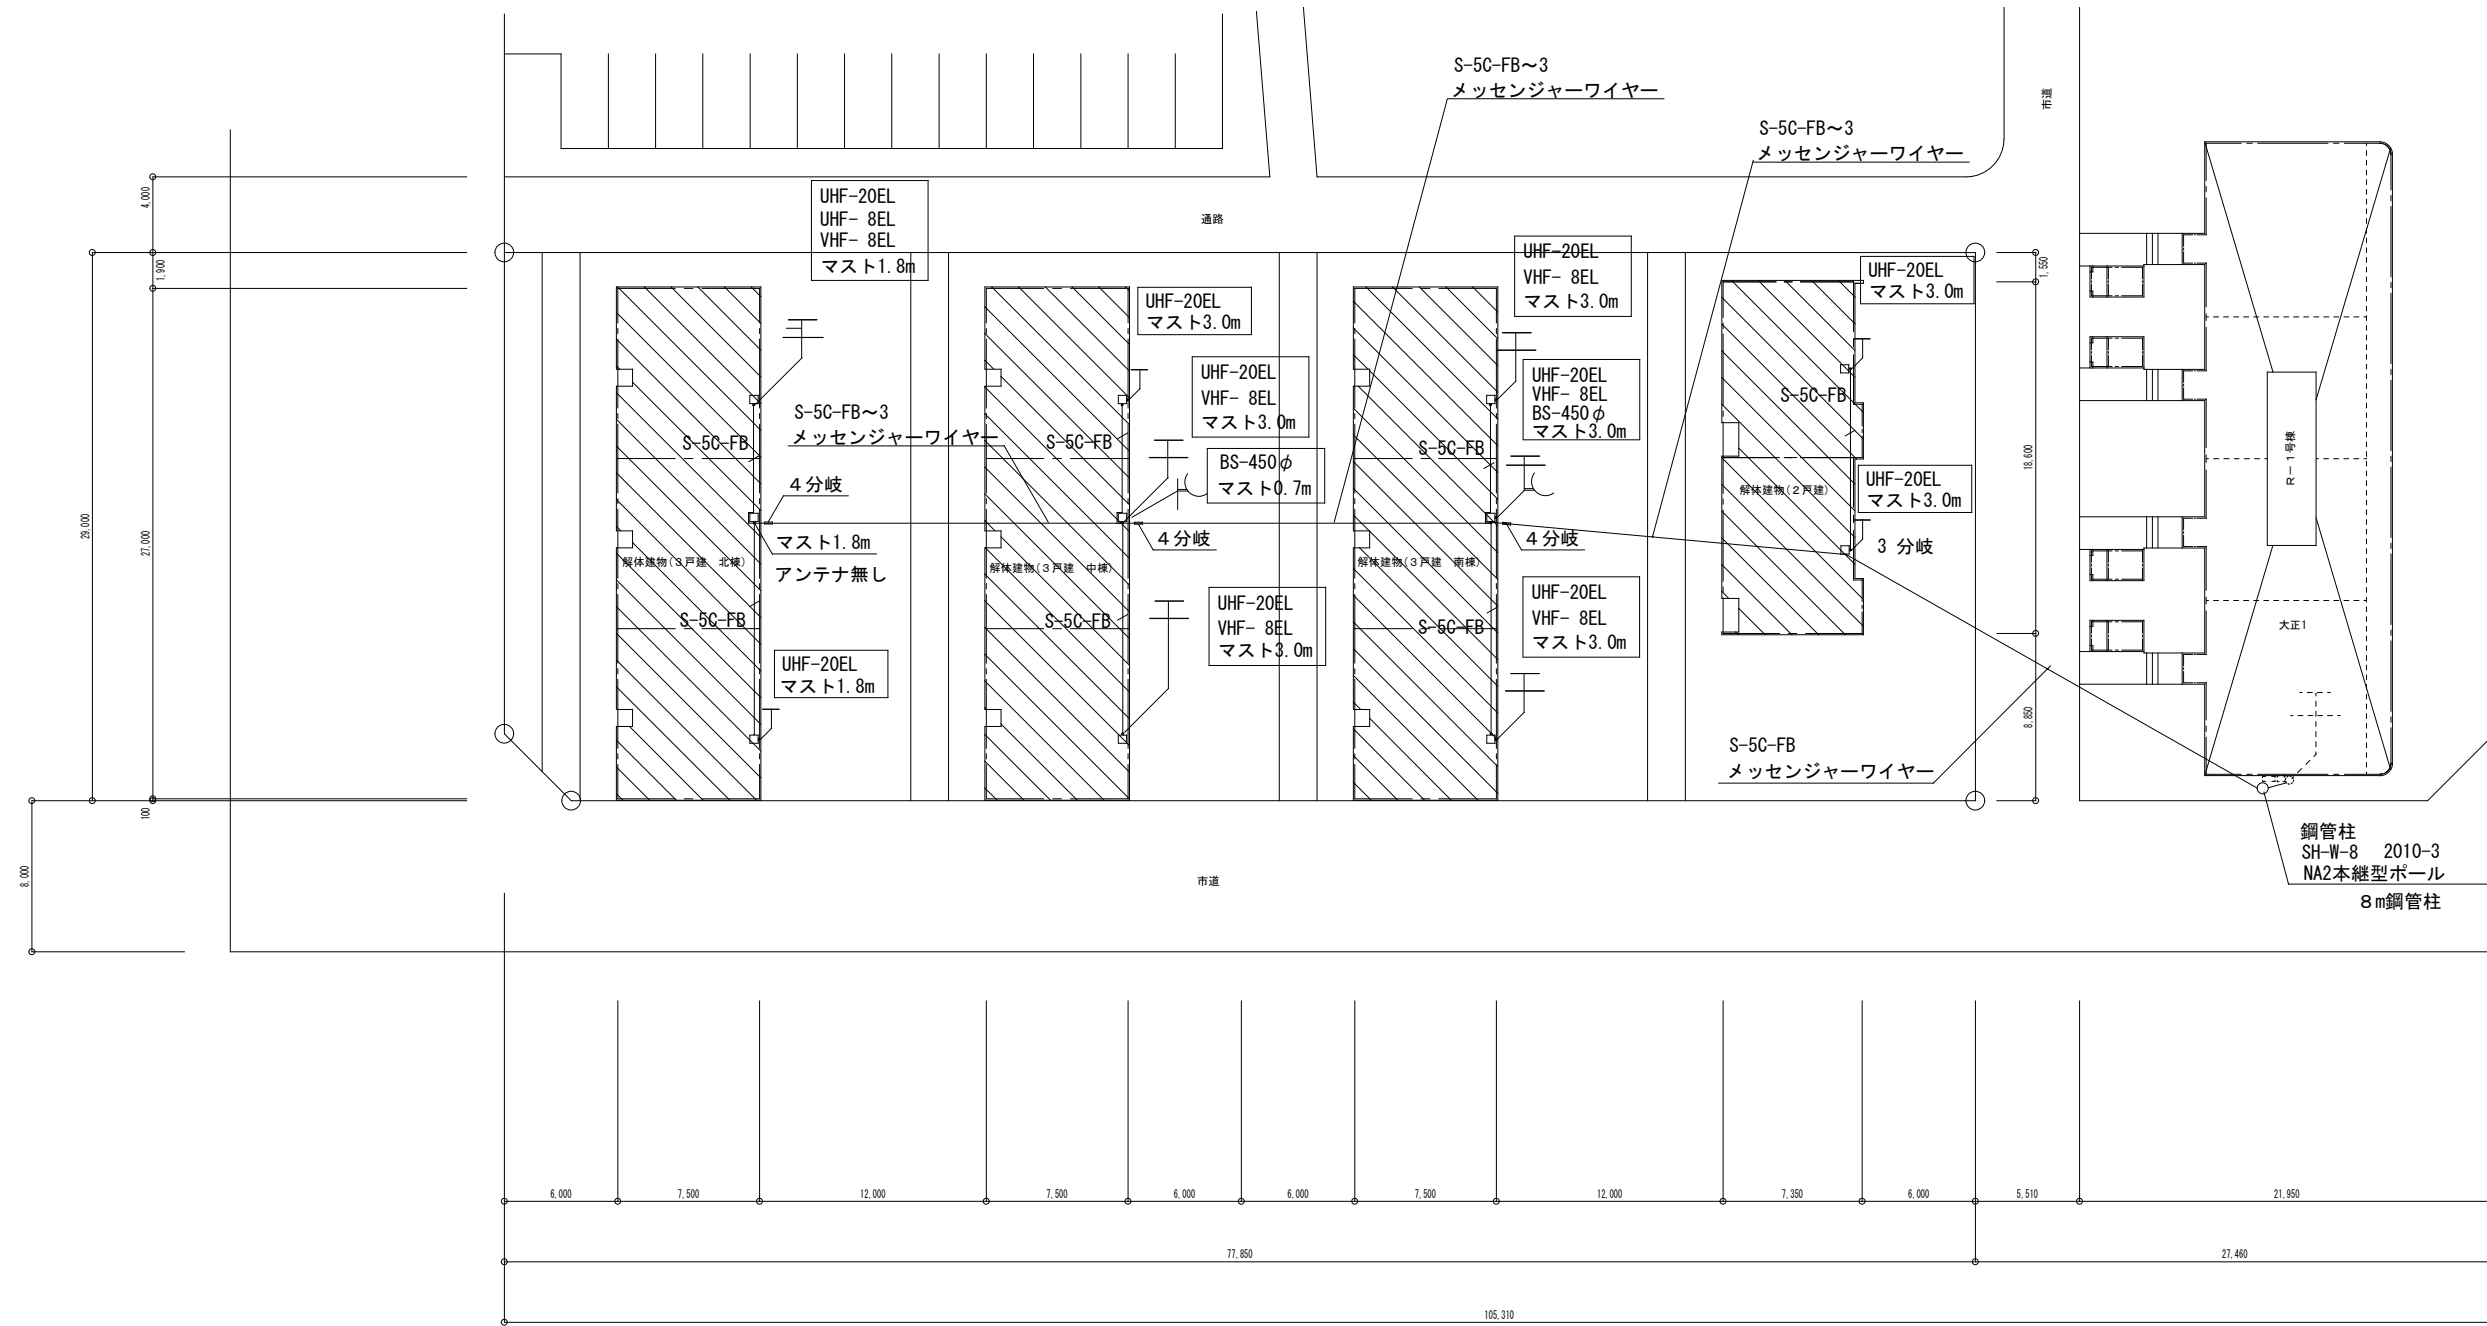 S-5C-FB～3
メッセンジャーワイヤー
S-5C-FB～3
メッセンジャーワイヤー
市道
UHF-20EL
UHF- 8EL
VHF- 8EL
マスト1.8m
通路
UHF-20EL
VHF- 8EL
マスト3.0m
UHF-20EL
マスト3.0m
UHF-20EL
マスト3.0m
UHF-20EL
VHF- 8EL
マスト3.0m
UHF-20EL
VHF- 8EL
BS-450φ
マスト3.0m
S-5C-FB～3
メッセンジャーワイヤー
S-5C-FB
S-5C-FB
S-5C-FB
S-5C-FB
BS-450φ
マスト0.7m
UHF-20EL
マスト3.0m
４分岐
４分岐
４分岐
３ 分岐
マスト1.8m
アンテナ無し
解体建物(３戸建　北棟)
解体建物(３戸建　中棟)
解体建物(３戸建　南棟)
解体建物(２戸建)
R－１号棟
大正1
S-5C-FB
S-5C-FB
S-5C-FB
UHF-20EL
VHF- 8EL
マスト3.0m
UHF-20EL
VHF- 8EL
マスト3.0m
UHF-20EL
マスト1.8m
S-5C-FB
メッセンジャーワイヤー
鋼管柱
SH-W-8　2010-3
NA2本継型ポール
８m鋼管柱
市道
4,000
1,900
29,000
27,000
100
8,000
1,550
18,600
8,850
6,000
7,500
12,000
7,500
6,000
6,000
7,500
12,000
7,350
6,000
5,510
21,950
77,850
27,460
105,310